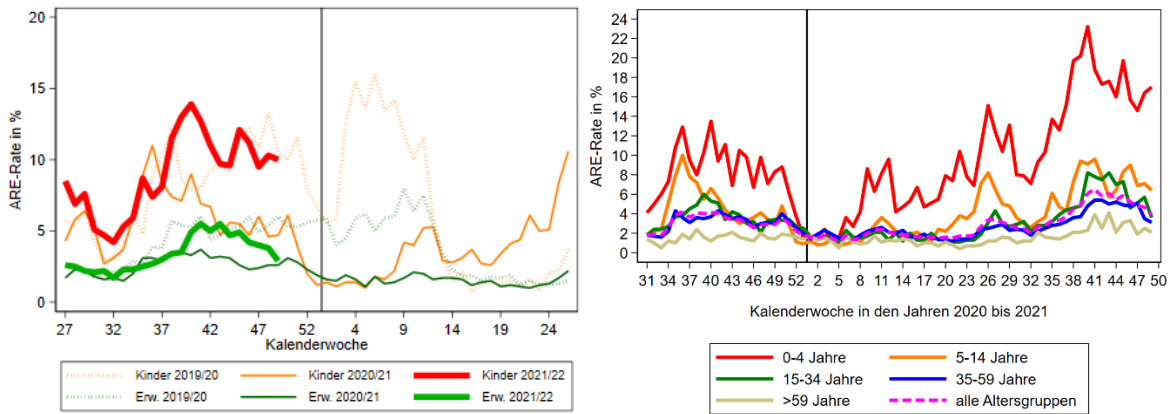 20
15
10
5
0
ARE-Rate in %
27 32 37 42 47 52 4 9 14 19 24
Kalenderwoche
Kinder 2019/20 Kinder 2020/21 Kinder 2021/22
Erw. 2019/20 Erw. 2020/21 Erw. 2021/22
24
22
20
18
16
14
12
10
8
6
4
2
0
ARE-Rate in %
31 34 37 40 43 46 49 52 2 5 8 11 14 17 20 23 26 29 32 35 38 41 44 47 50
Kalenderwoche in den Jahren 2020 bis 2021
0-4 Jahre 5-14 Jahre
15-34 Jahre 35-59 Jahre
>59 Jahre alle Altersgruppen